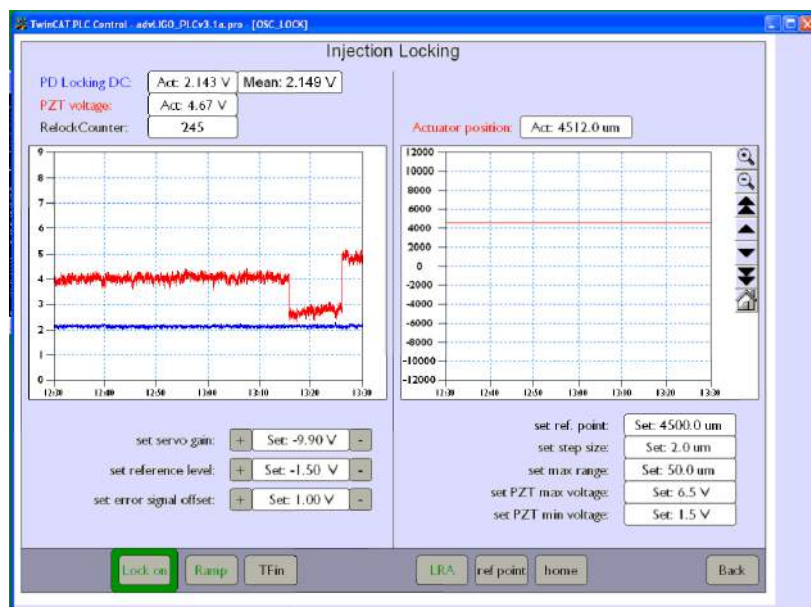 TwinCAT PLC Control - advLIGO_PLCv3.1a.pro - [OSC_LOCK]
Injection Locking
PD Locking DC: Act: 2.143 V Mean: 2.149 V
PZT voltage: Act: 4.67 V
RelockCounter: 245
Actuator position: Act: 4512.0 um
9
8
7
6
5
4
3
2
1
0
12:30 12:40 12:50 13:00 13:10 13:20 13:30
12000
10000
8000
6000
4000
2000
0
-2000
-4000
-6000
-8000
-10000
-12000
12:30 12:40 12:50 13:00 13:10 13:20 13:30
set servo gain: + Set: -9.90 V -
set reference level: + Set: -1.50 V -
set error signal offset: + Set: 1.00 V -
set ref. point: Set: 4500.0 um
set step size: Set: 2.0 um
set max range: Set: 50.0 um
set PZT max voltage: Set: 6.5 V
set PZT min voltage: Set: 1.5 V
Lock on Ramp TFin LRA ref point home Back